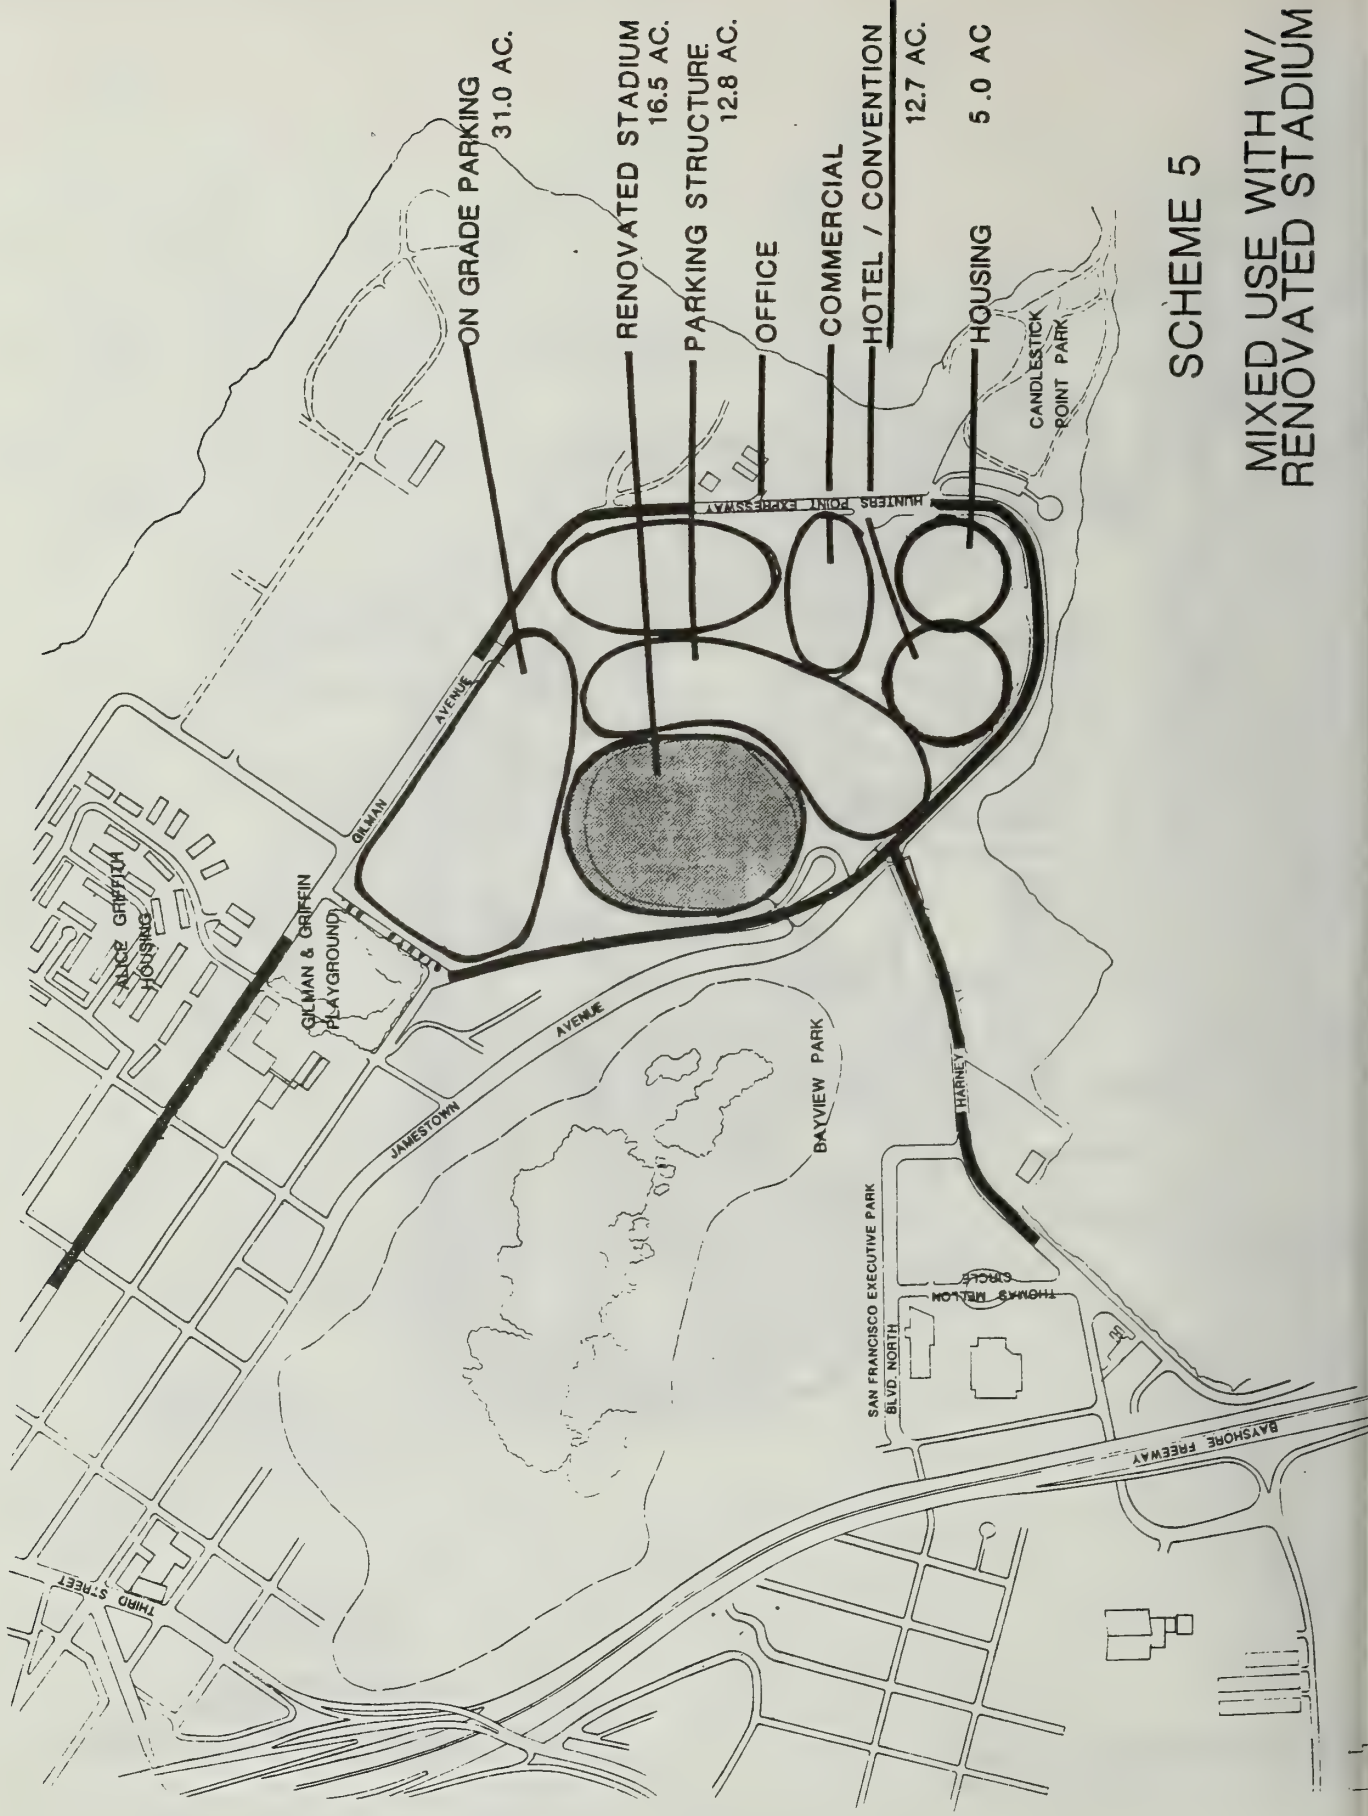 ON GRADE PARKING
31.0 AC.
RENOVATED STADIUM
16.5 AC.
PARKING STRUCTURE
12.8 AC.
OFFICE
COMMERCIAL
HOTEL / CONVENTION
12.7 AC.
HOUSING
5.0 AC
CANDLESTICK
POINT PARK
SCHEME 5
MIXED USE WITH W/
RENOVATED STADIUM
HUNTERS POINT EXPRESSWAY
GILMAN AVENUE
ALICE GRIFFITH
HOUSING
GILMAN & GRIFFIN
PLAYGROUND
JAMESTOWN AVENUE
BAYVIEW PARK
HARNEY
SAN FRANCISCO EXECUTIVE PARK
BLVD. NORTH
THOMAS MELLON
CIRCLE
BAYSHORE FREEWAY
THIRD STREET